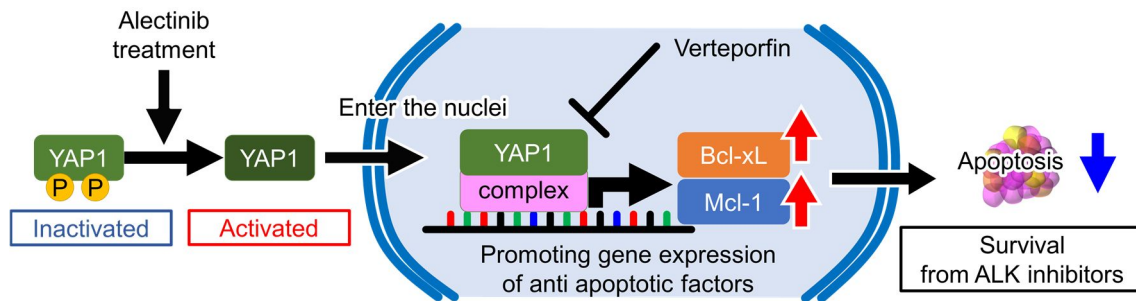 Alectinib
treatment
YAP1
P P
Inactivated
YAP1
Activated
Enter the nuclei
Verteporfin
YAP1
complex
Bcl-xL
Mcl-1
Promoting gene expression
of anti apoptotic factors
Apoptosis
Survival
from ALK inhibitors